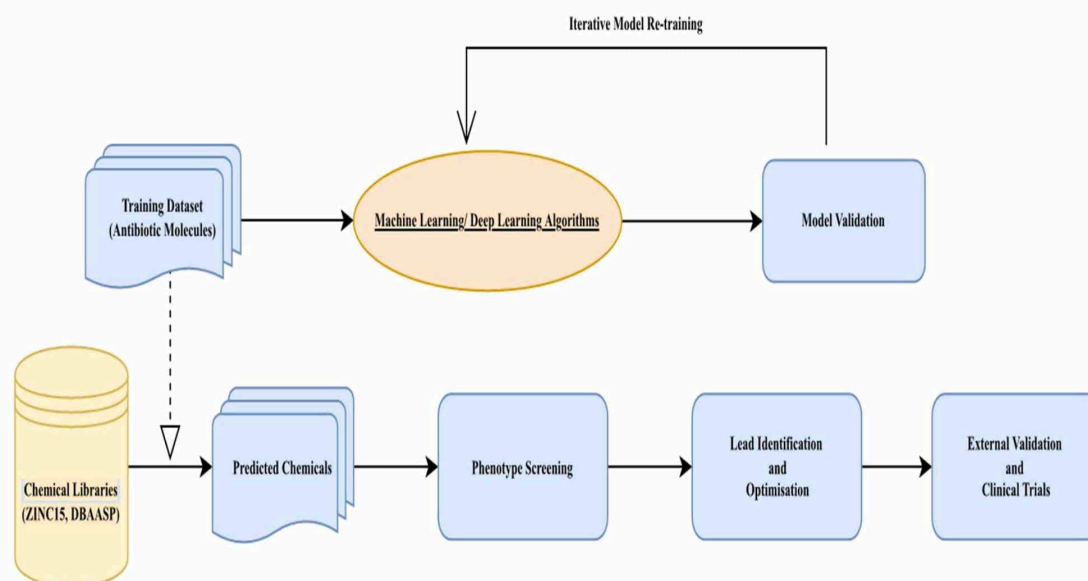 Iterative Model Re-training
Training Dataset
(Antibiotic Molecules)
Machine Learning/ Deep Learning Algorithms
Model Validation
Chemical Libraries
(ZINC15, DBAASP)
Predicted Chemicals
Phenotype Screening
Lead Identification
and
Optimisation
External Validation
and
Clinical Trials